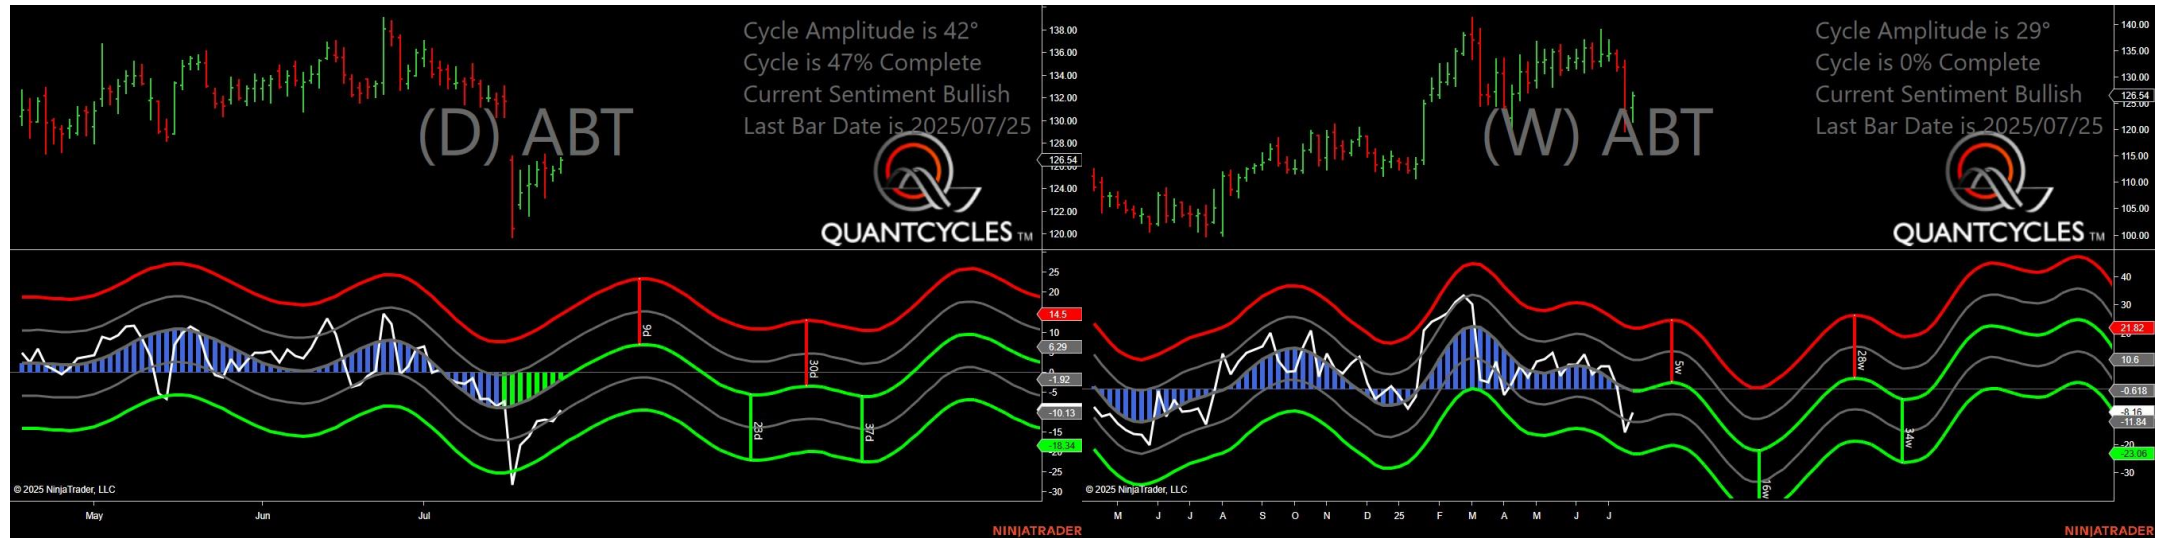 Cycle Amplitude is 42°
Cycle is 47% Complete
Current Sentiment Bullish
Last Bar Date is 2025/07/25
(D) ABT
QUANTCYCLES TM
138.00
136.00
134.00
132.00
130.00
128.00
126.54
124.00
122.00
120.00
25
20
14.5
10
6.29
-1.92
-5
-10.13
-15
-18.34
-25
-30
9d
30d
23d
37d
© 2025 NinjaTrader, LLC
May
Jun
Jul
NINJATRADER
Cycle Amplitude is 29°
Cycle is 0% Complete
Current Sentiment Bullish
Last Bar Date is 2025/07/25
(W) ABT
QUANTCYCLES TM
140.00
135.00
130.00
126.54
125.00
120.00
115.00
110.00
105.00
100.00
40
30
21.82
10.6
-0.618
-8.16
-11.84
-20
-23.06
-30
5w
28w
16w
34w
© 2025 NinjaTrader, LLC
M
J
J
A
S
O
N
D
25
F
M
A
M
J
J
NINJATRADER